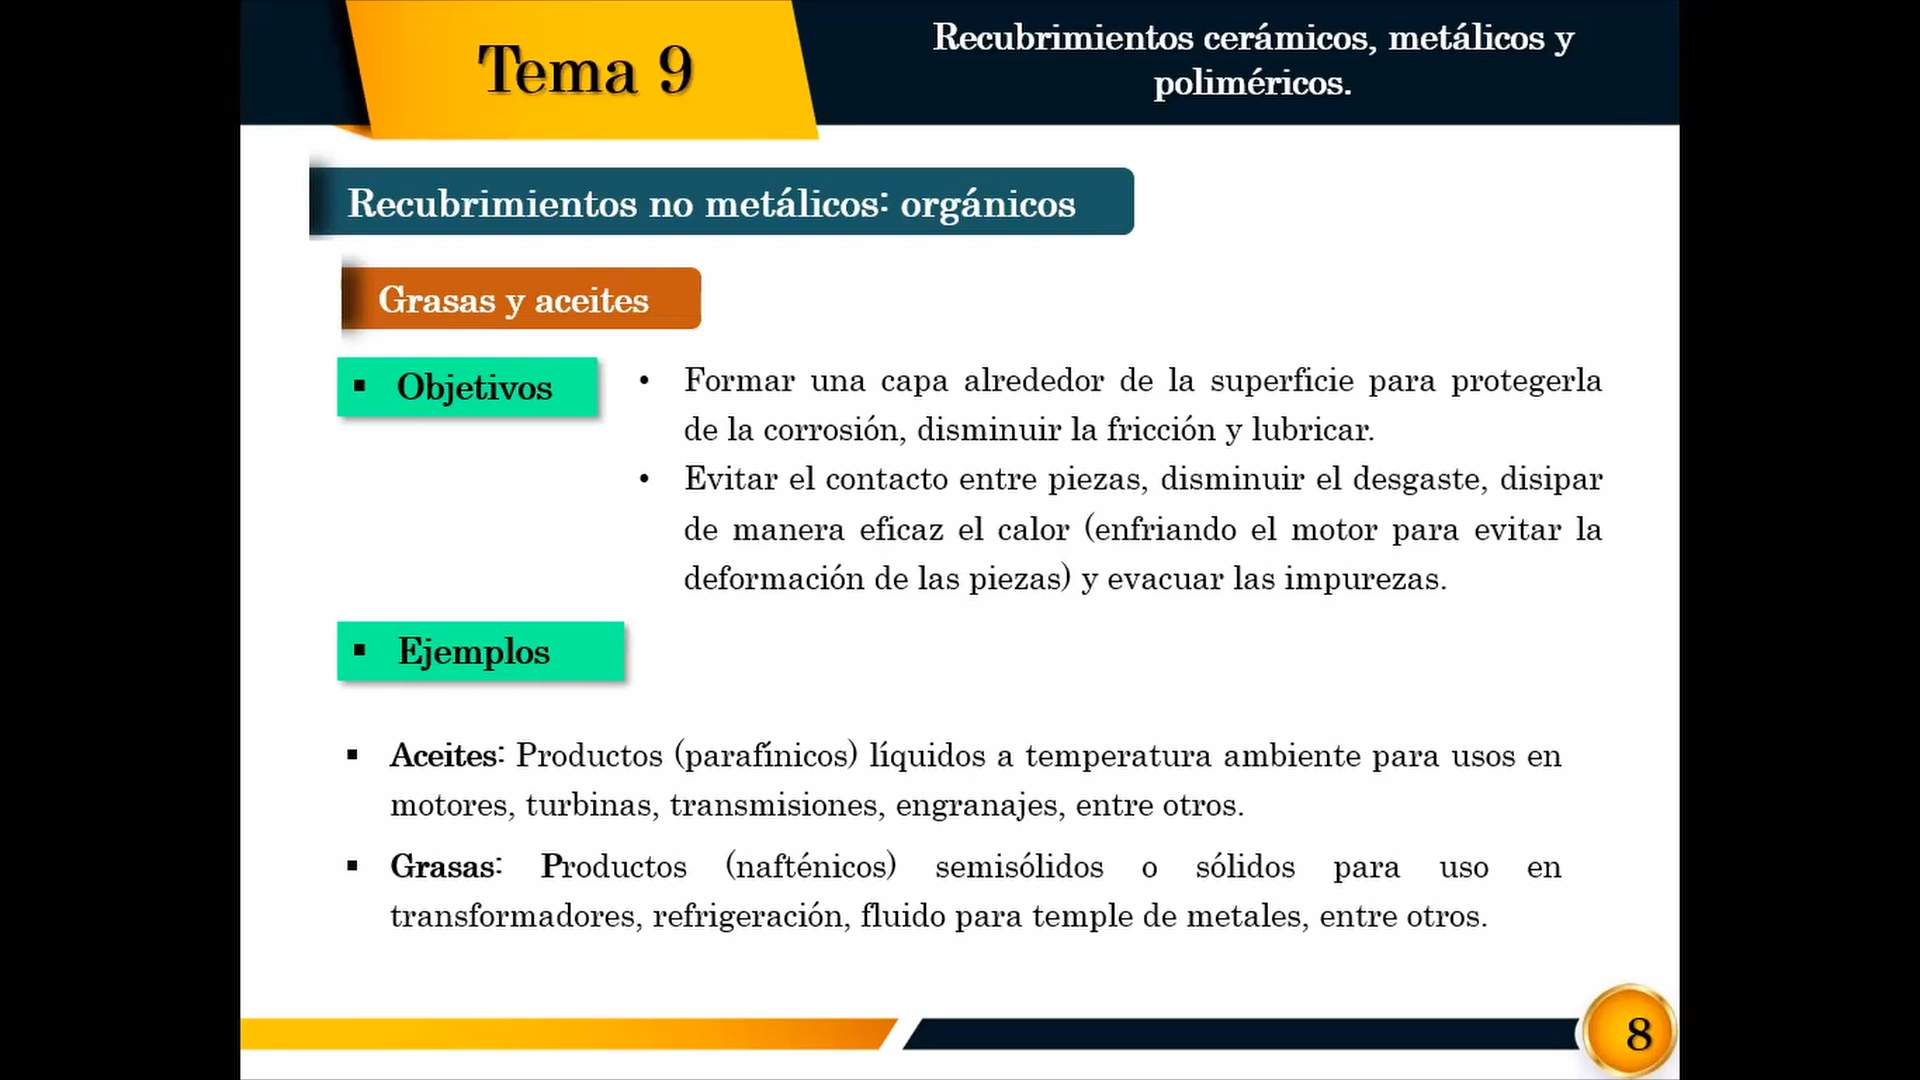 Tema 9
Recubrimientos cerámicos, metálicos y
poliméricos.
Recubrimientos no metálicos: orgánicos
Grasas y aceites
▪ Objetivos
• Formar una capa alrededor de la superficie para protegerla
de la corrosión, disminuir la fricción y lubricar.
• Evitar el contacto entre piezas, disminuir el desgaste, disipar
de manera eficaz el calor (enfriando el motor para evitar la
deformación de las piezas) y evacuar las impurezas.
▪ Ejemplos
▪ Aceites: Productos (parafínicos) líquidos a temperatura ambiente para usos en
motores, turbinas, transmisiones, engranajes, entre otros.
▪ Grasas: Productos (nafténicos) semisólidos o sólidos para uso en
transformadores, refrigeración, fluido para temple de metales, entre otros.
8